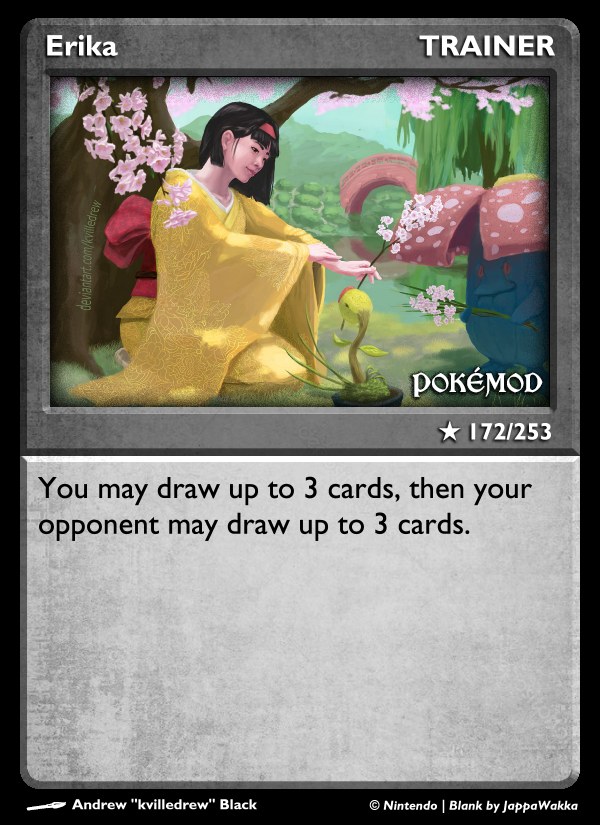 Erika
TRAINER
deviantart.com/kvilledrew
POKÉMOD
★ 172/253
You may draw up to 3 cards, then your
opponent may draw up to 3 cards.
Andrew "kvilledrew" Black
© Nintendo | Blank by JappaWakka